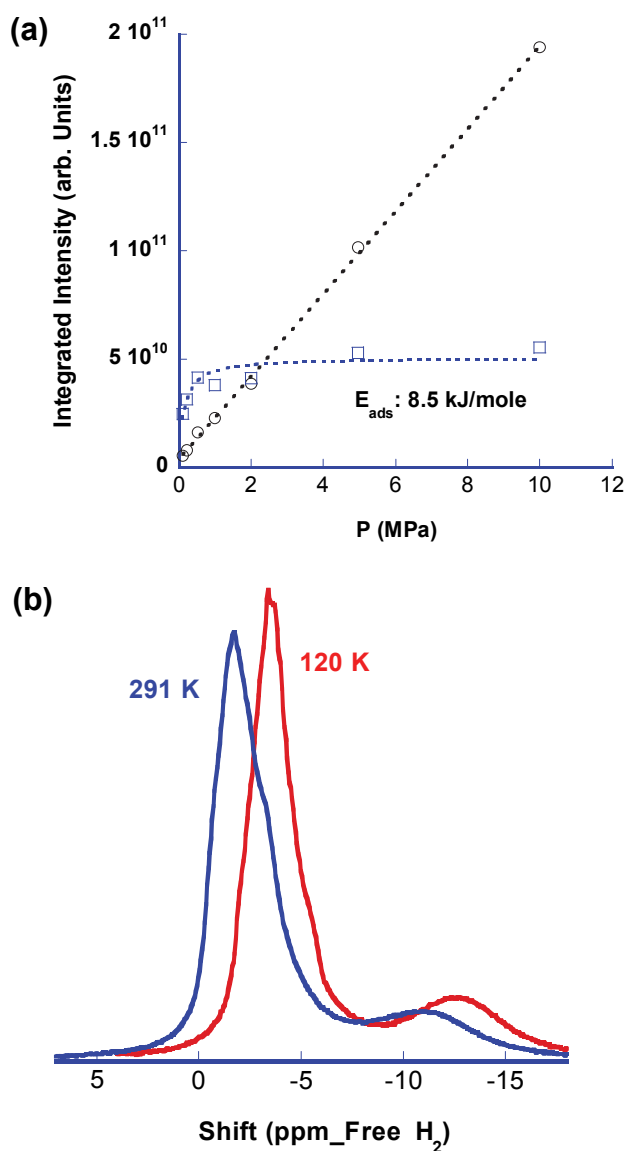 (a)
2 10¹¹
1.5 10¹¹
1 10¹¹
5 10¹⁰
0
Integrated Intensity (arb. Units)
E_ads: 8.5 kJ/mole
0 2 4 6 8 10 12
P (MPa)
(b)
120 K
291 K
5 0 -5 -10 -15
Shift (ppm_Free H₂)